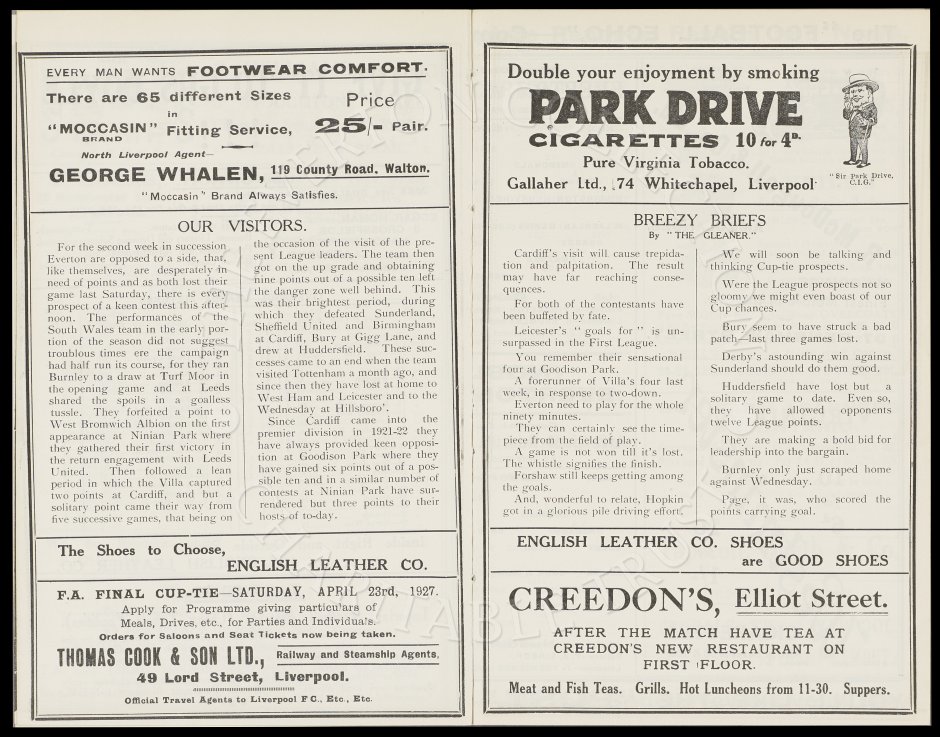 EVERY MAN WANTS FOOTWEAR COMFORT.
There are 65 different Sizes
in
"MOCCASIN" Fitting Service,
BRAND
Price
25/- Pair.
North Liverpool Agent—
GEORGE WHALEN, 119 County Road, Walton.
"Moccasin" Brand Always Satisfies.
OUR VISITORS.
For the second week in succession
Everton are opposed to a side, that,
like themselves, are desperately in
need of points and as both lost their
game last Saturday, there is every
prospect of a keen contest this after-
noon. The performances of the
South Wales team in the early por-
tion of the season did not suggest
troublous times ere the campaign
had half run its course, for they ran
Burnley to a draw at Turf Moor in
the opening game and at Leeds
shared the spoils in a goalless
tussle. They forfeited a point to
West Bromwich Albion on the first
appearance at Ninian Park where
they gathered their first victory in
the return engagement with Leeds
United. Then followed a lean
period in which the Villa captured
two points at Cardiff, and but a
solitary point came their way from
five successive games, that being on
the occasion of the visit of the pre-
sent League leaders. The team then
got on the up grade and obtaining
nine points out of a possible ten left
the danger zone well behind. This
was their brightest period, during
which they defeated Sunderland,
Sheffield United and Birmingham
at Cardiff, Bury at Gigg Lane, and
drew at Huddersfield. These suc-
cesses came to an end when the team
visited Tottenham a month ago, and
since then they have lost at home to
West Ham and Leicester and to the
Wednesday at Hillsboro'.
Since Cardiff came into the
premier division in 1921-22 they
have always provided keen opposi-
tion at Goodison Park where they
have gained six points out of a pos-
sible ten and in a similar number of
contests at Ninian Park have sur-
rendered but three points to their
hosts of to-day.
The Shoes to Choose,
ENGLISH LEATHER CO.
F.A. FINAL CUP-TIE—SATURDAY, APRIL 23rd, 1927.
Apply for Programme giving particulars of
Meals, Drives, etc., for Parties and Individuals.
Orders for Saloons and Seat Tickets now being taken.
THOMAS COOK & SON LTD., Railway and Steamship Agents,
49 Lord Street, Liverpool.
Official Travel Agents to Liverpool F C., Etc., Etc.
Double your enjoyment by smoking
PARK DRIVE
CIGARETTES 10 for 4D.
Pure Virginia Tobacco.
Gallaher Ltd., 74 Whitechapel, Liverpool
"Sir Park Drive,
C.I.G."
BREEZY BRIEFS
By "THE GLEANER."
Cardiff's visit will cause trepida-
tion and palpitation. The result
may have far reaching conse-
quences.
For both of the contestants have
been buffeted by fate.
Leicester's "goals for" is un-
surpassed in the First League.
You remember their sensational
four at Goodison Park.
A forerunner of Villa's four last
week, in response to two-down.
Everton need to play for the whole
ninety minutes.
They can certainly see the time-
piece from the field of play.
A game is not won till it's lost.
The whistle signifies the finish.
Forshaw still keeps getting among
the goals.
And, wonderful to relate, Hopkin
got in a glorious pile driving effort.
We will soon be talking and
thinking Cup-tie prospects.
Were the League prospects not so
gloomy we might even boast of our
Cup chances.
Bury seem to have struck a bad
patch—last three games lost.
Derby's astounding win against
Sunderland should do them good.
Huddersfield have lost but a
solitary game to date. Even so,
they have allowed opponents
twelve League points.
They are making a bold bid for
leadership into the bargain.
Burnley only just scraped home
against Wednesday.
Page, it was, who scored the
points carrying goal.
ENGLISH LEATHER CO. SHOES
are GOOD SHOES
CREEDON'S, Elliot Street.
AFTER THE MATCH HAVE TEA AT
CREEDON'S NEW RESTAURANT ON
FIRST FLOOR.
Meat and Fish Teas. Grills. Hot Luncheons from 11-30. Suppers.